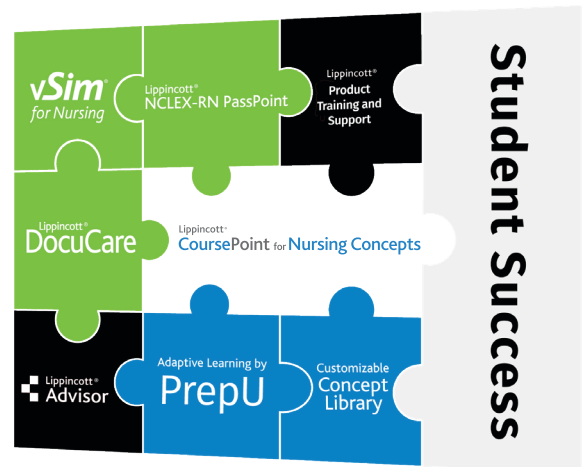 vSim®
for Nursing
Lippincott®
NCLEX-RN PassPoint
Lippincott®
Product
Training and
Support
Lippincott®
DocuCare
Lippincott®
CoursePoint for Nursing Concepts
Lippincott®
Advisor
Adaptive Learning by
PrepU
Customizable
Concept
Library
Student Success